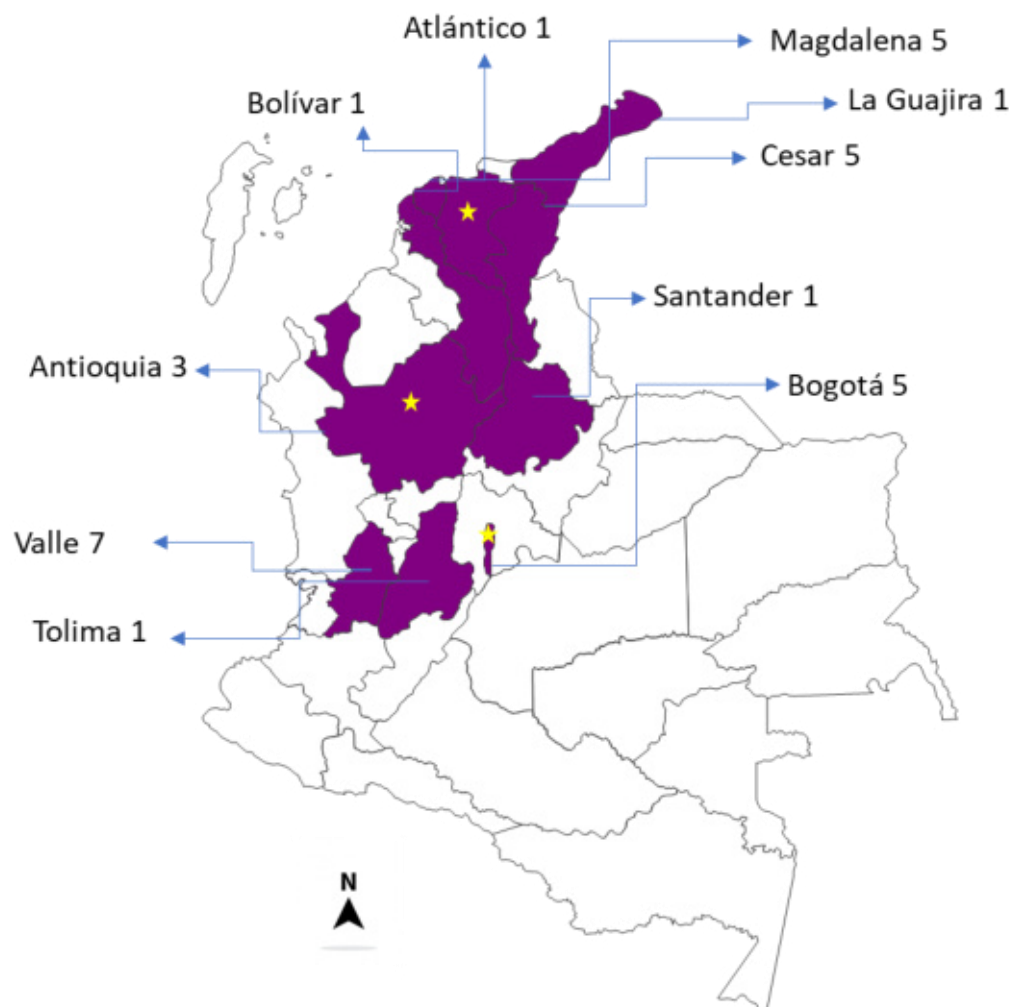 Atlántico 1
Magdalena 5
Bolívar 1
La Guajira 1
Cesar 5
Santander 1
Antioquia 3
Bogotá 5
Valle 7
Tolima 1
N